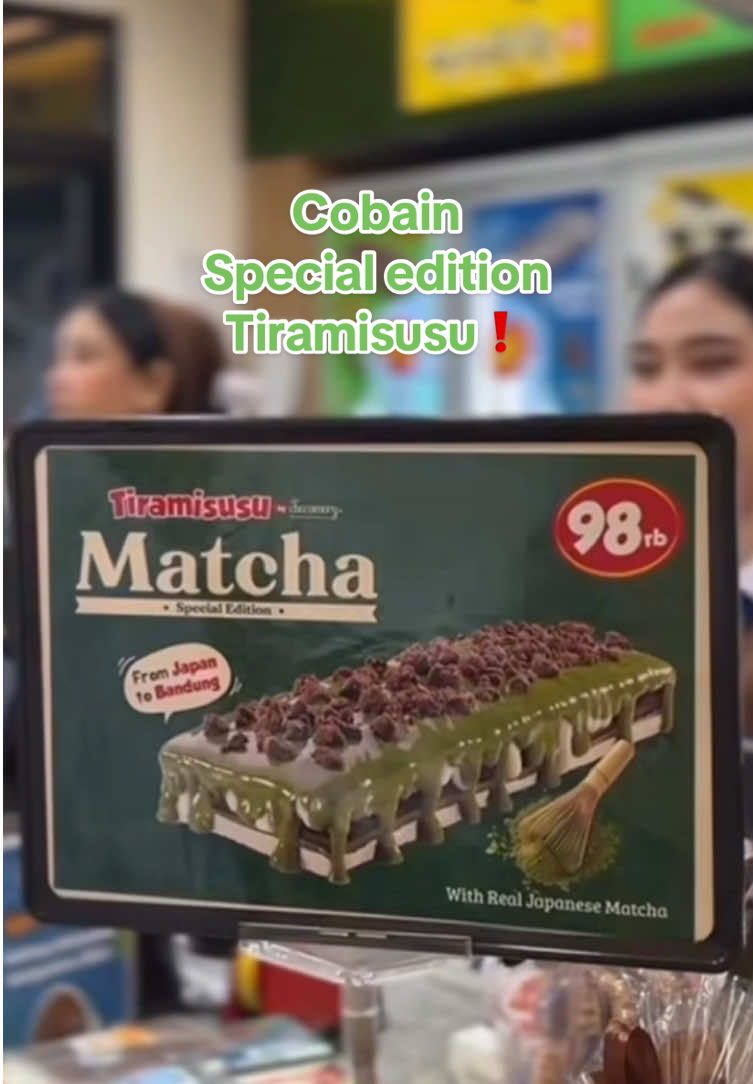 Cobain
Special edition
Tiramisusu❗
Tiramisusu
98rb
Matcha
• Special Edition •
From Japan
to Bandung
With Real Japanese Matcha